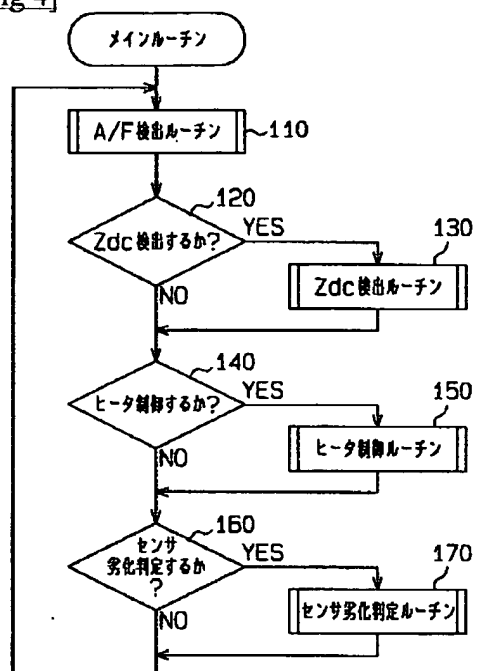 Fig 4]
メインルーチン
A/F検出ルーチン
110
120
Zdc検出するか?
YES
130
Zdc検出ルーチン
NO
140
ヒータ制御するか?
YES
150
ヒータ制御ルーチン
NO
160
センサ
劣化判定するか
?
YES
170
センサ劣化判定ルーチン
NO